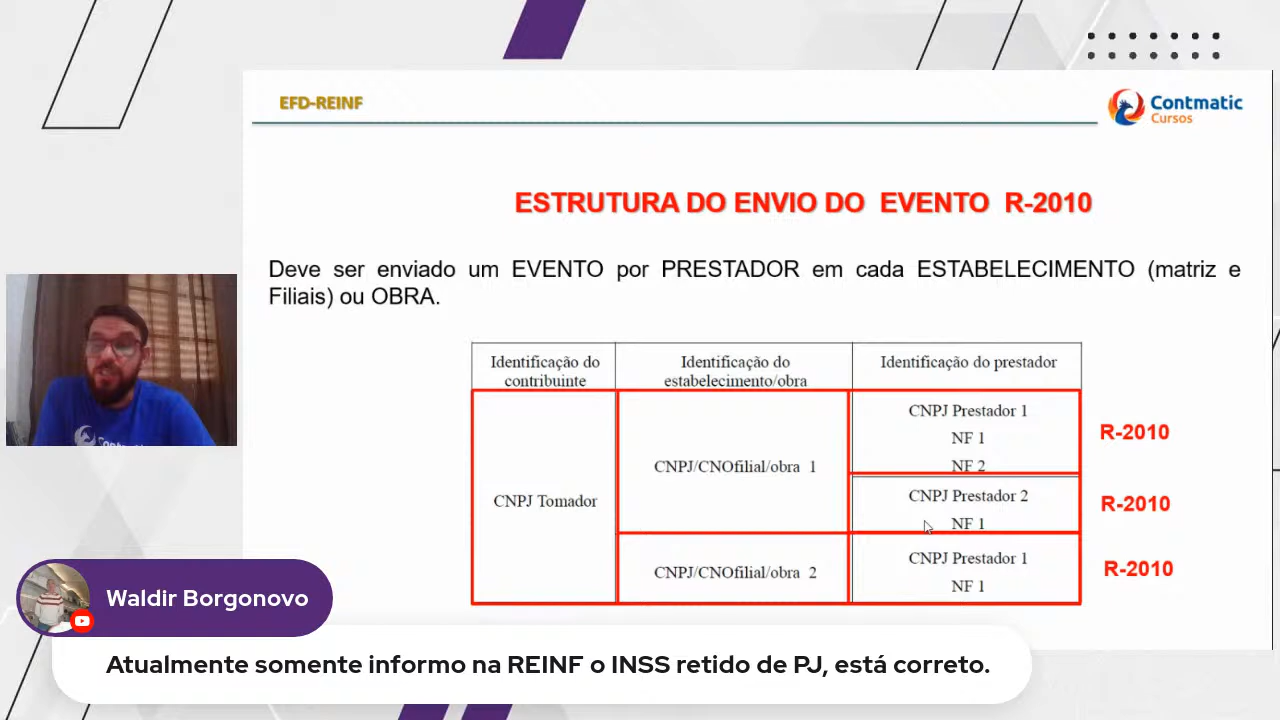 EFD-REINF
Contmatic
Cursos
ESTRUTURA DO ENVIO DO EVENTO R-2010
Deve ser enviado um EVENTO por PRESTADOR em cada ESTABELECIMENTO (matriz e
Filiais) ou OBRA.
Identificação do
contribuinte
Identificação do
estabelecimento/obra
Identificação do prestador
CNPJ Tomador
CNPJ/CNOfilial/obra 1
CNPJ Prestador 1
NF 1
NF 2
R-2010
CNPJ Prestador 2
NF 1
R-2010
CNPJ/CNOfilial/obra 2
CNPJ Prestador 1
NF 1
R-2010
Waldir Borgonovo
Atualmente somente informo na REINF o INSS retido de PJ, está correto.